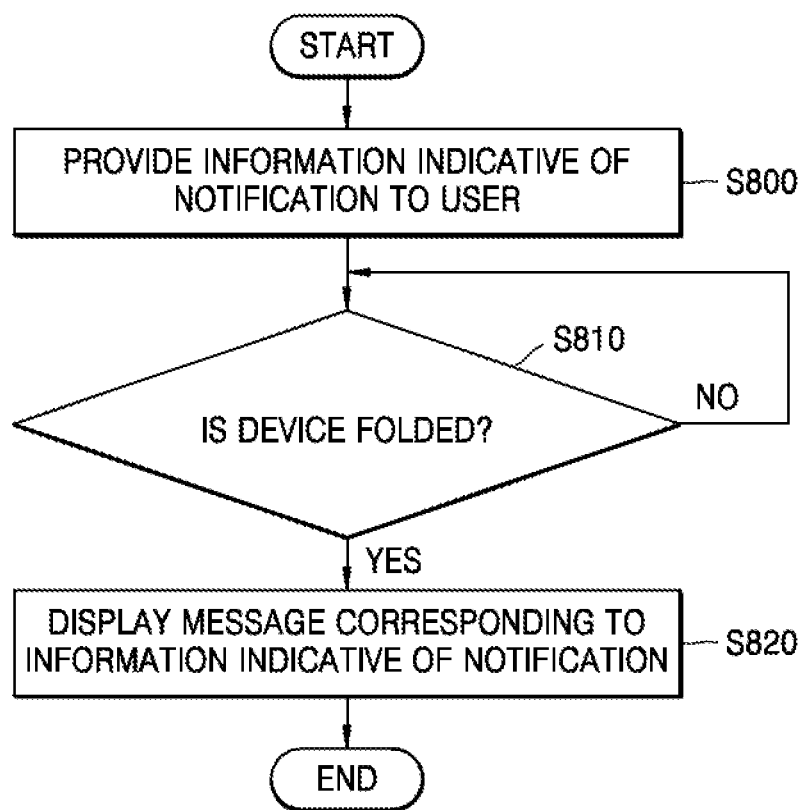 START
PROVIDE INFORMATION INDICATIVE OF
NOTIFICATION TO USER
S800
S810
IS DEVICE FOLDED?
NO
YES
DISPLAY MESSAGE CORRESPONDING TO
INFORMATION INDICATIVE OF NOTIFICATION
S820
END